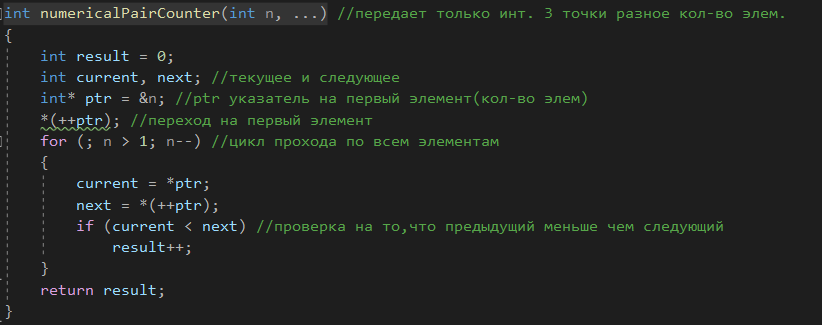 int numericalPairCounter(int n, ...) //передает только инт. 3 точки разное кол-во элем.
{
int result = 0;
int current, next; //текущее и следующее
int* ptr = &n; //ptr указатель на первый элемент(кол-во элем)
*(++ptr); //переход на первый элемент
for (; n > 1; n--) //цикл прохода по всем элементам
{
current = *ptr;
next = *(++ptr);
if (current < next) //проверка на то,что предыдущий меньше чем следующий
result++;
}
return result;
}